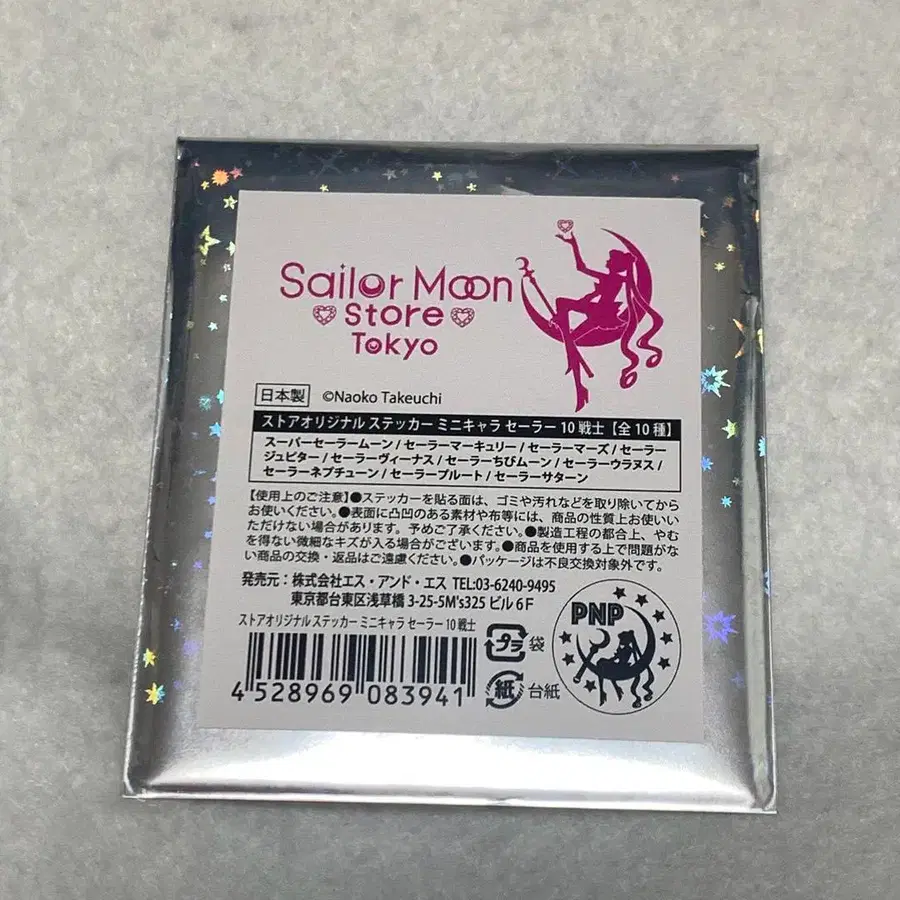 Sailor Moon
store
Tokyo
日本製 ©Naoko Takeuchi
ストアオリジナル ステッカー ミニキャラ セーラー 10 戦士【全 10 種】
スーパーセーラームーン / セーラーマーキュリー / セーラーマーズ / セーラー
ジュピター / セーラーヴィーナス / セーラーちびムーン / セーラーウラヌス /
セーラーネプチューン / セーラープルート / セーラーサターン
【使用上のご注意】●ステッカーを貼る面は、ゴミや汚れなどを取り除いてから
お使いください。●表面に凸凹のある素材や布等には、商品の性質上お使いい
ただけない場合があります。予めご了承ください。●製造工程の都合上、やむ
を得ない微細なキズが入る場合がございます。●商品を使用する上で問題がな
い商品の交換・返品はご遠慮ください。●パッケージは不良交換対象外です。
発売元：株式会社エス・アンド・エス TEL:03-6240-9495
東京都台東区浅草橋 3-25-5M's325 ビル 6F
ストアオリジナル ステッカー ミニキャラ セーラー 10 戦士
4 528969 083941
プラ 袋
紙 台紙
PNP